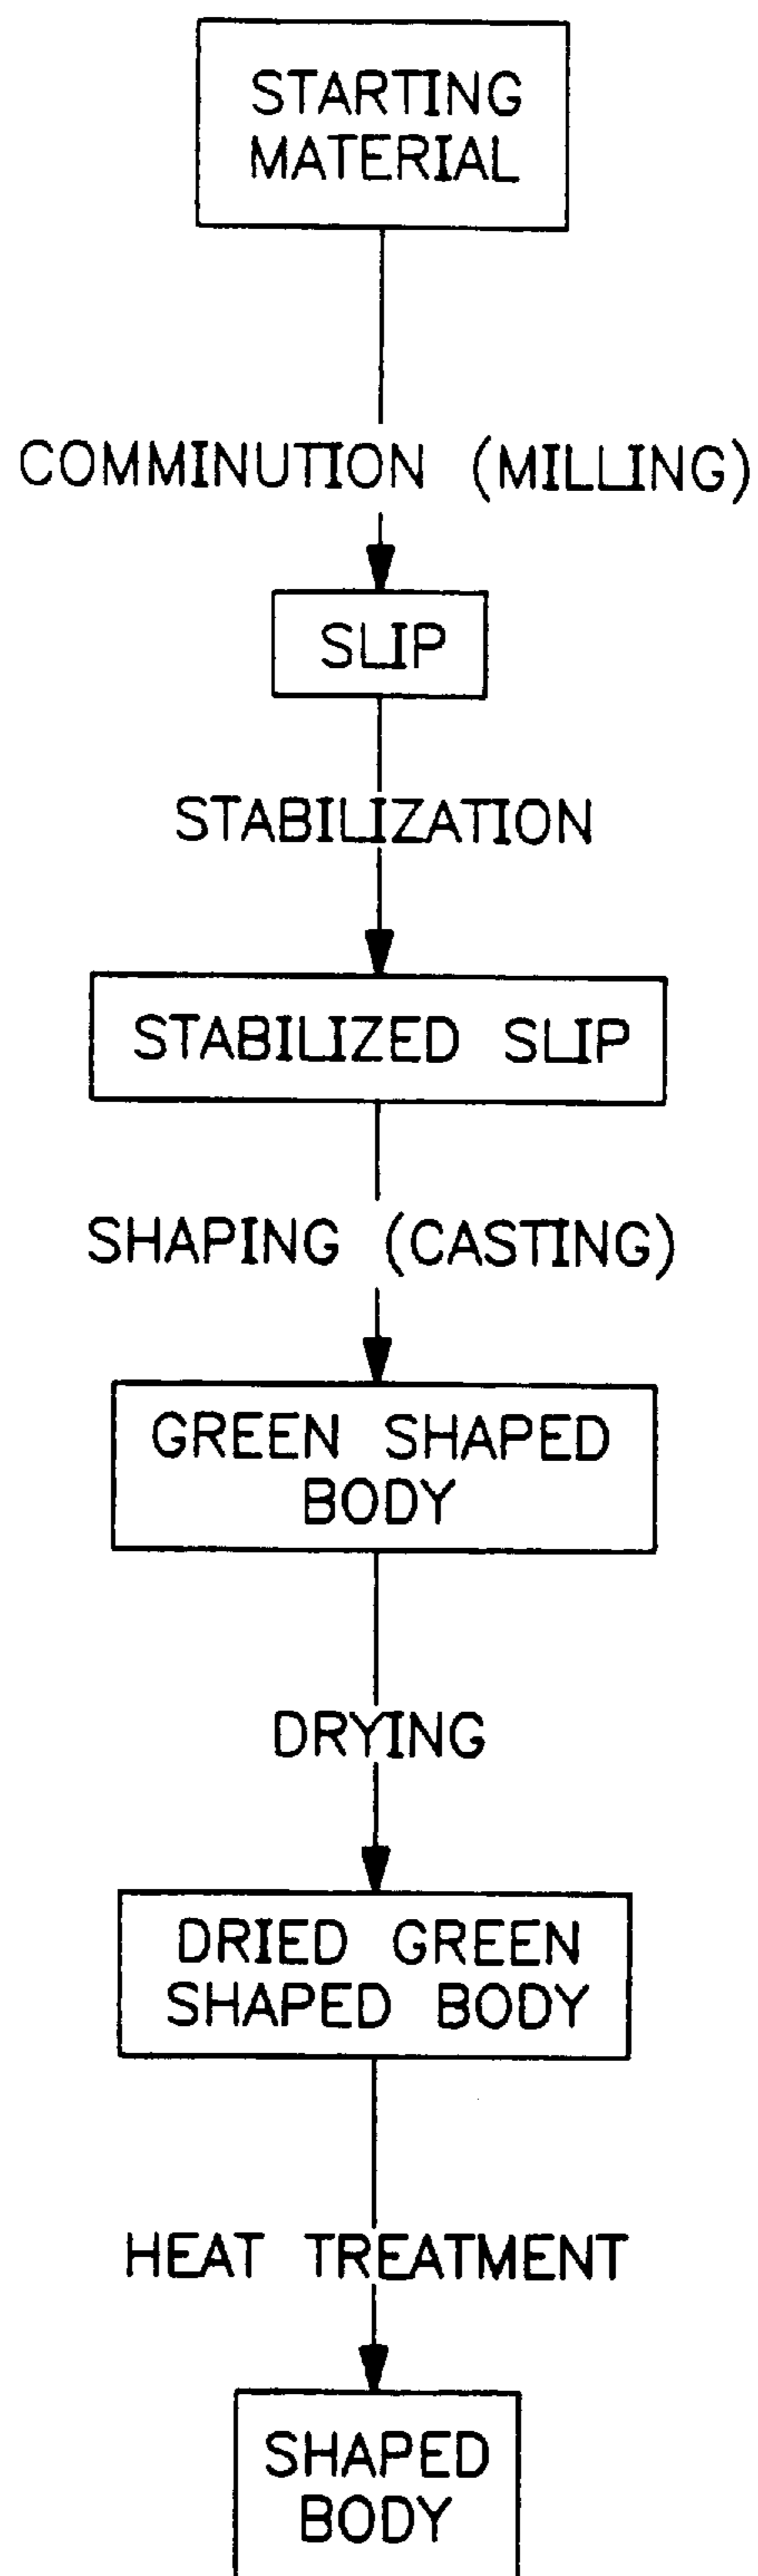 STARTING
MATERIAL
COMMINUTION (MILLING)
SLIP
STABILIZATION
STABILIZED SLIP
SHAPING (CASTING)
GREEN SHAPED
BODY
DRYING
DRIED GREEN
SHAPED BODY
HEAT TREATMENT
SHAPED
BODY